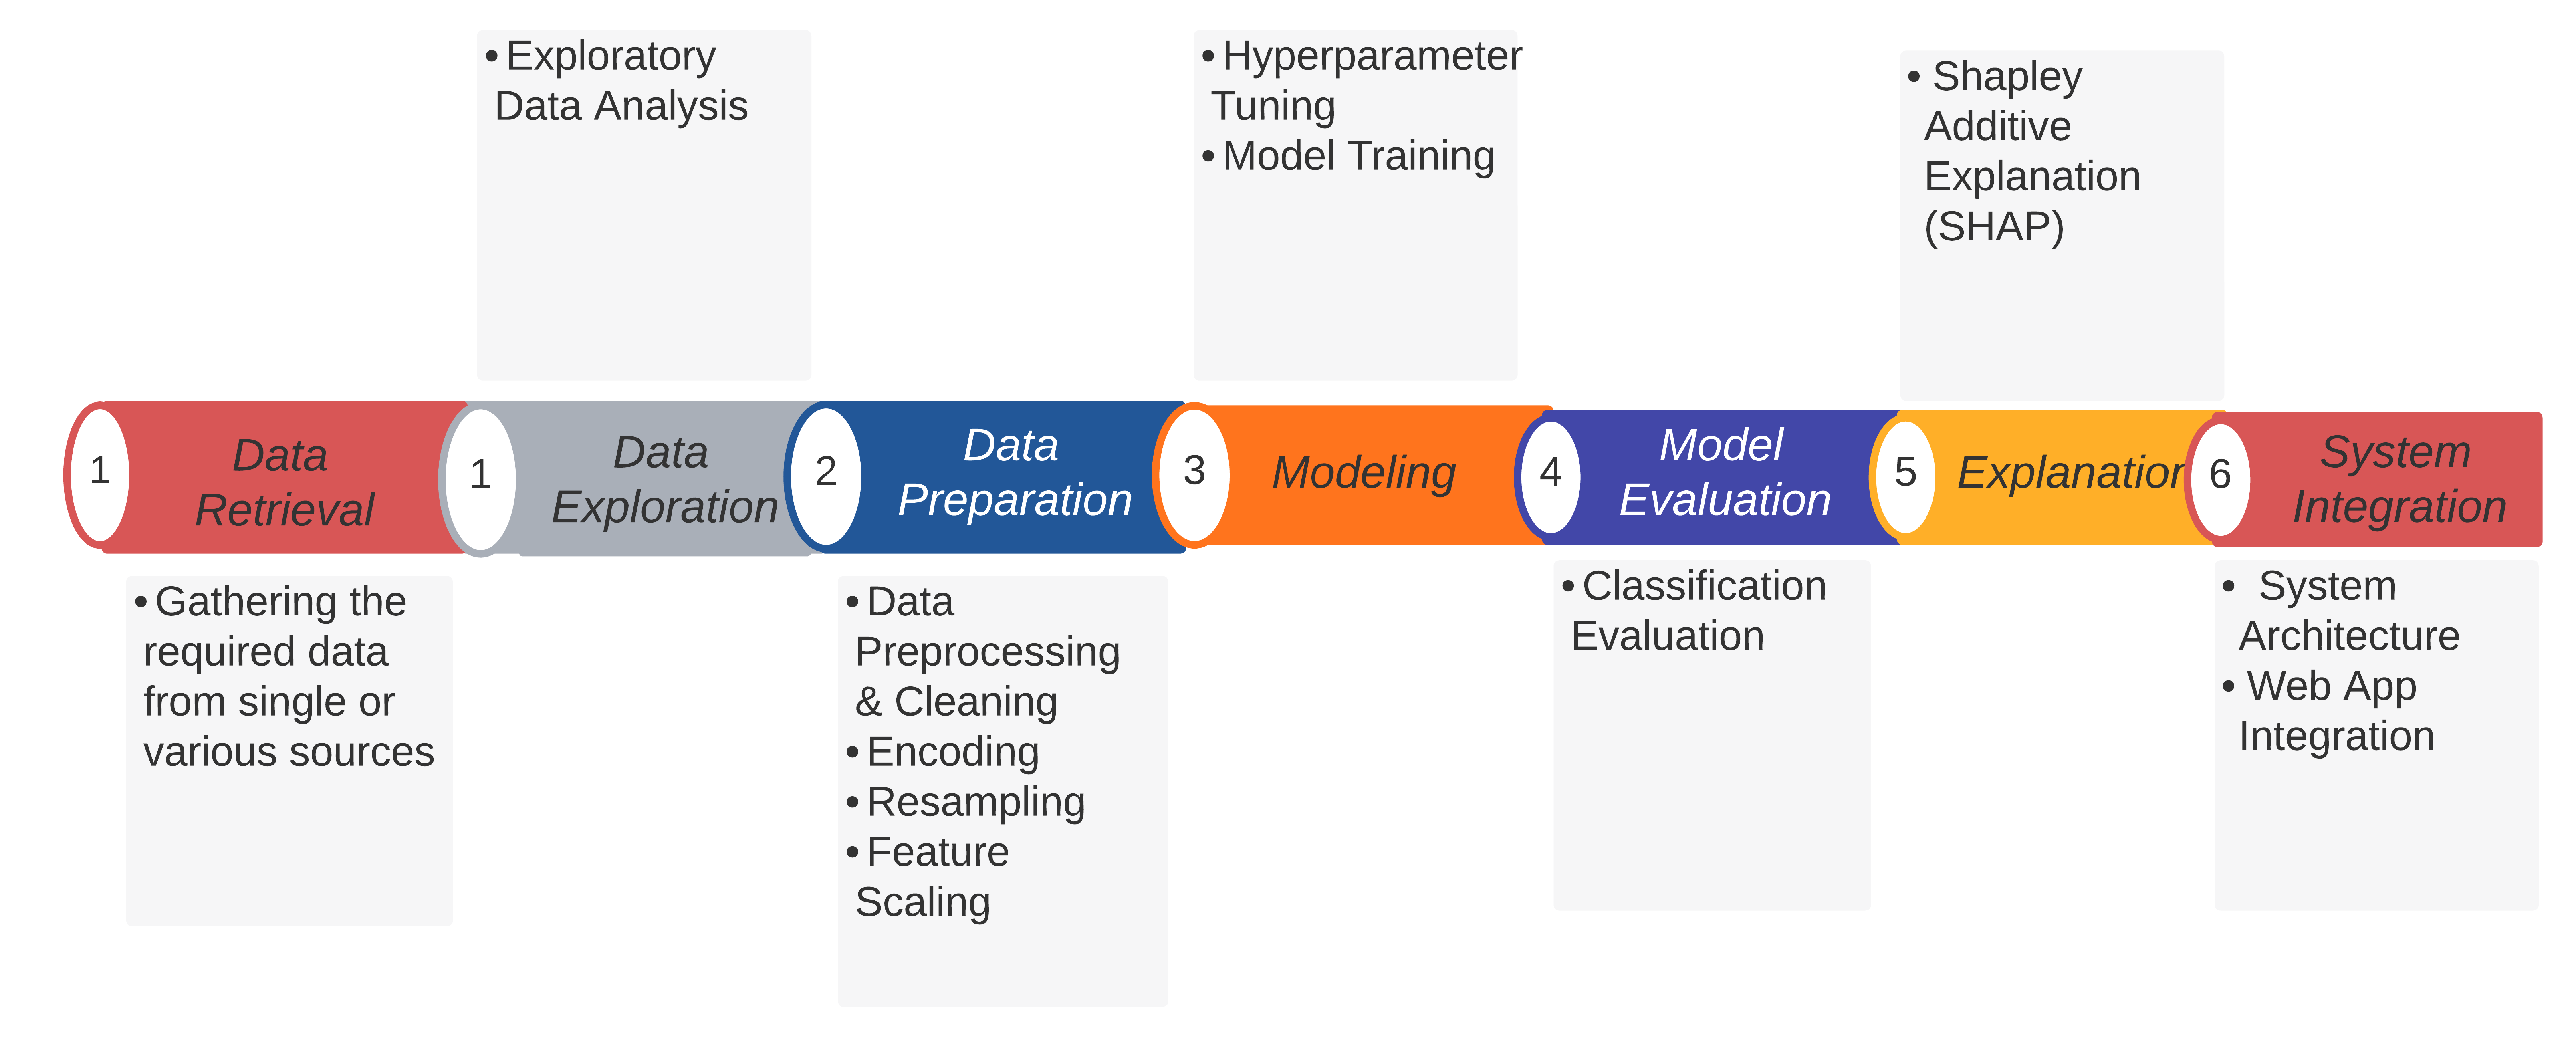 • Exploratory
Data Analysis
• Hyperparameter
Tuning
• Model Training
• Shapley
Additive
Explanation
(SHAP)
1
Data
Retrieval
1
Data
Exploration
2
Data
Preparation
3
Modeling
4
Model
Evaluation
5
Explanation
6
System
Integration
• Gathering the
required data
from single or
various sources
• Data
Preprocessing
& Cleaning
• Encoding
• Resampling
• Feature
Scaling
• Classification
Evaluation
• System
Architecture
• Web App
Integration